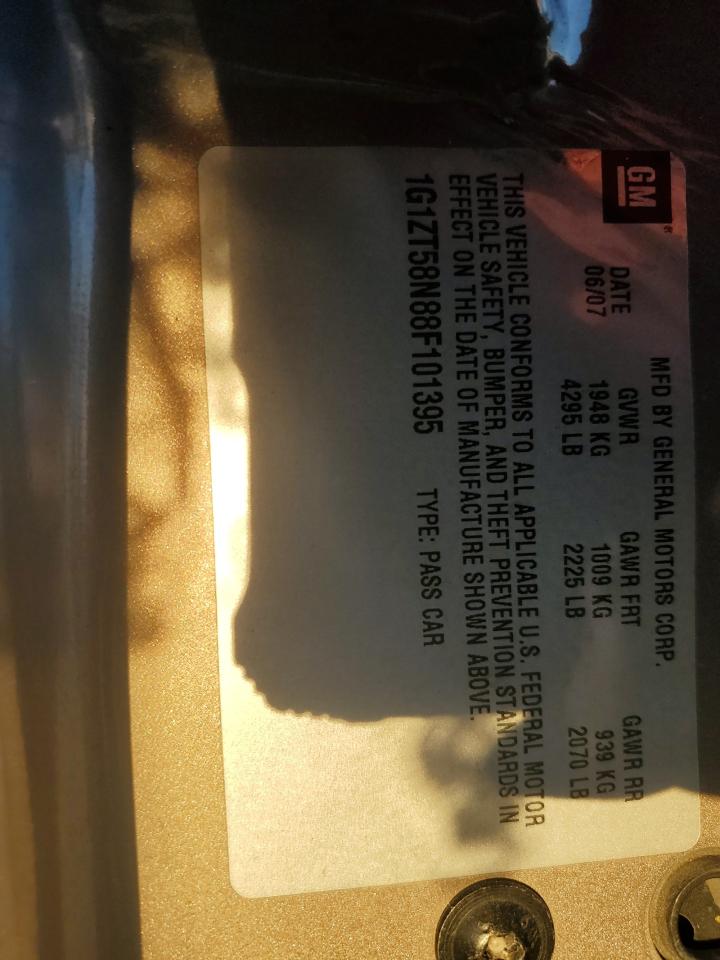 GM®
MFD BY GENERAL MOTORS CORP.
DATE GVWR GAWR FRT GAWR RR
06/07 1948 KG 1009 KG 939 KG
4295 LB 2225 LB 2070 LB
THIS VEHICLE CONFORMS TO ALL APPLICABLE U.S. FEDERAL MOTOR
VEHICLE SAFETY, BUMPER, AND THEFT PREVENTION STANDARDS IN
EFFECT ON THE DATE OF MANUFACTURE SHOWN ABOVE.
1G1ZT58N88F101395 TYPE: PASS CAR